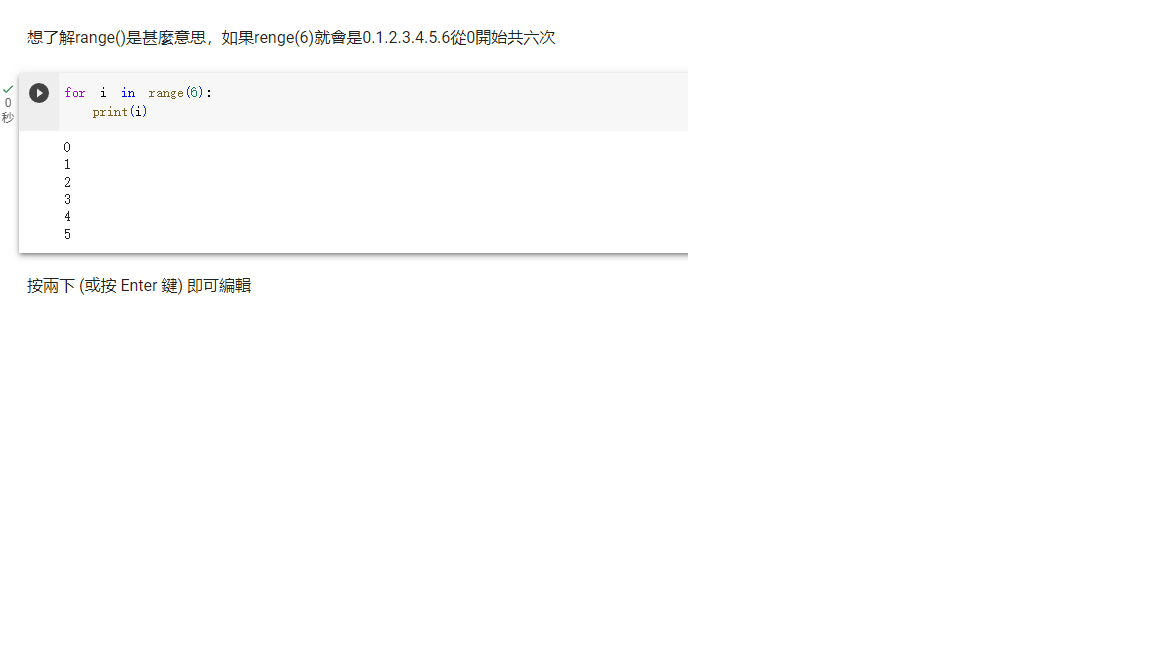 想了解range()是甚麼意思，如果renge(6)就會是0.1.2.3.4.5.6從0開始共六次
for i in range(6):
print(i)
0
秒
0
1
2
3
4
5
按兩下 (或按 Enter 鍵) 即可編輯